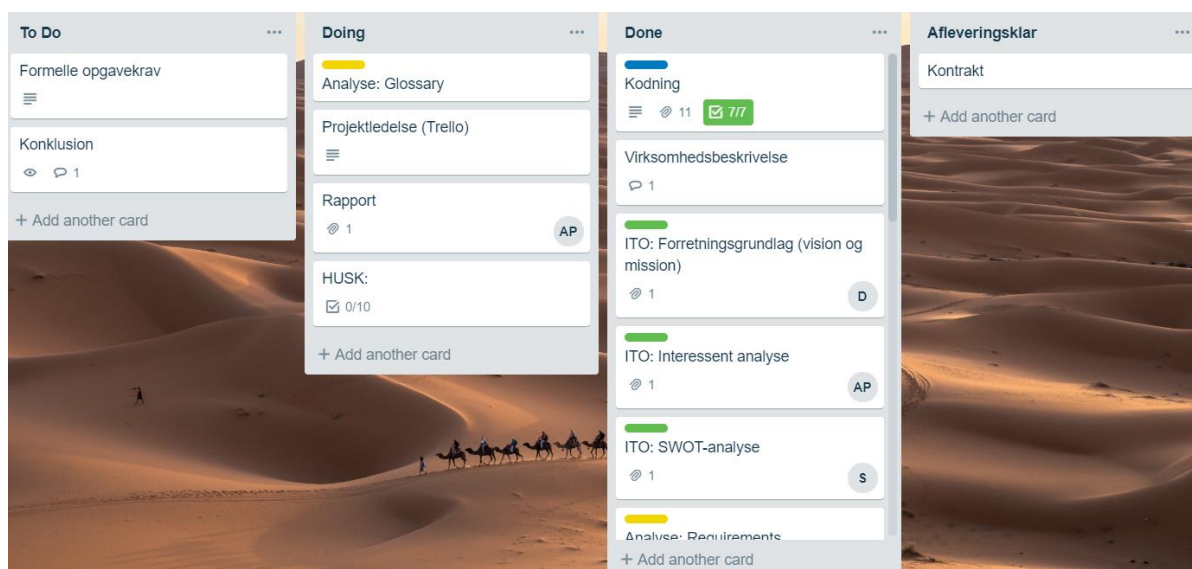 To Do
Formelle opgavekrav
Konklusion
1
+ Add another card
Doing
Analyse: Glossary
Projektledelse (Trello)
Rapport
1
AP
HUSK:
0/10
+ Add another card
Done
Kodning
11
7/7
Virksomhedsbeskrivelse
1
ITO: Forretningsgrundlag (vision og
mission)
1
D
ITO: Interessent analyse
1
AP
ITO: SWOT-analyse
1
S
Analyse: Requirements
+ Add another card
Afleveringsklar
Kontrakt
+ Add another card